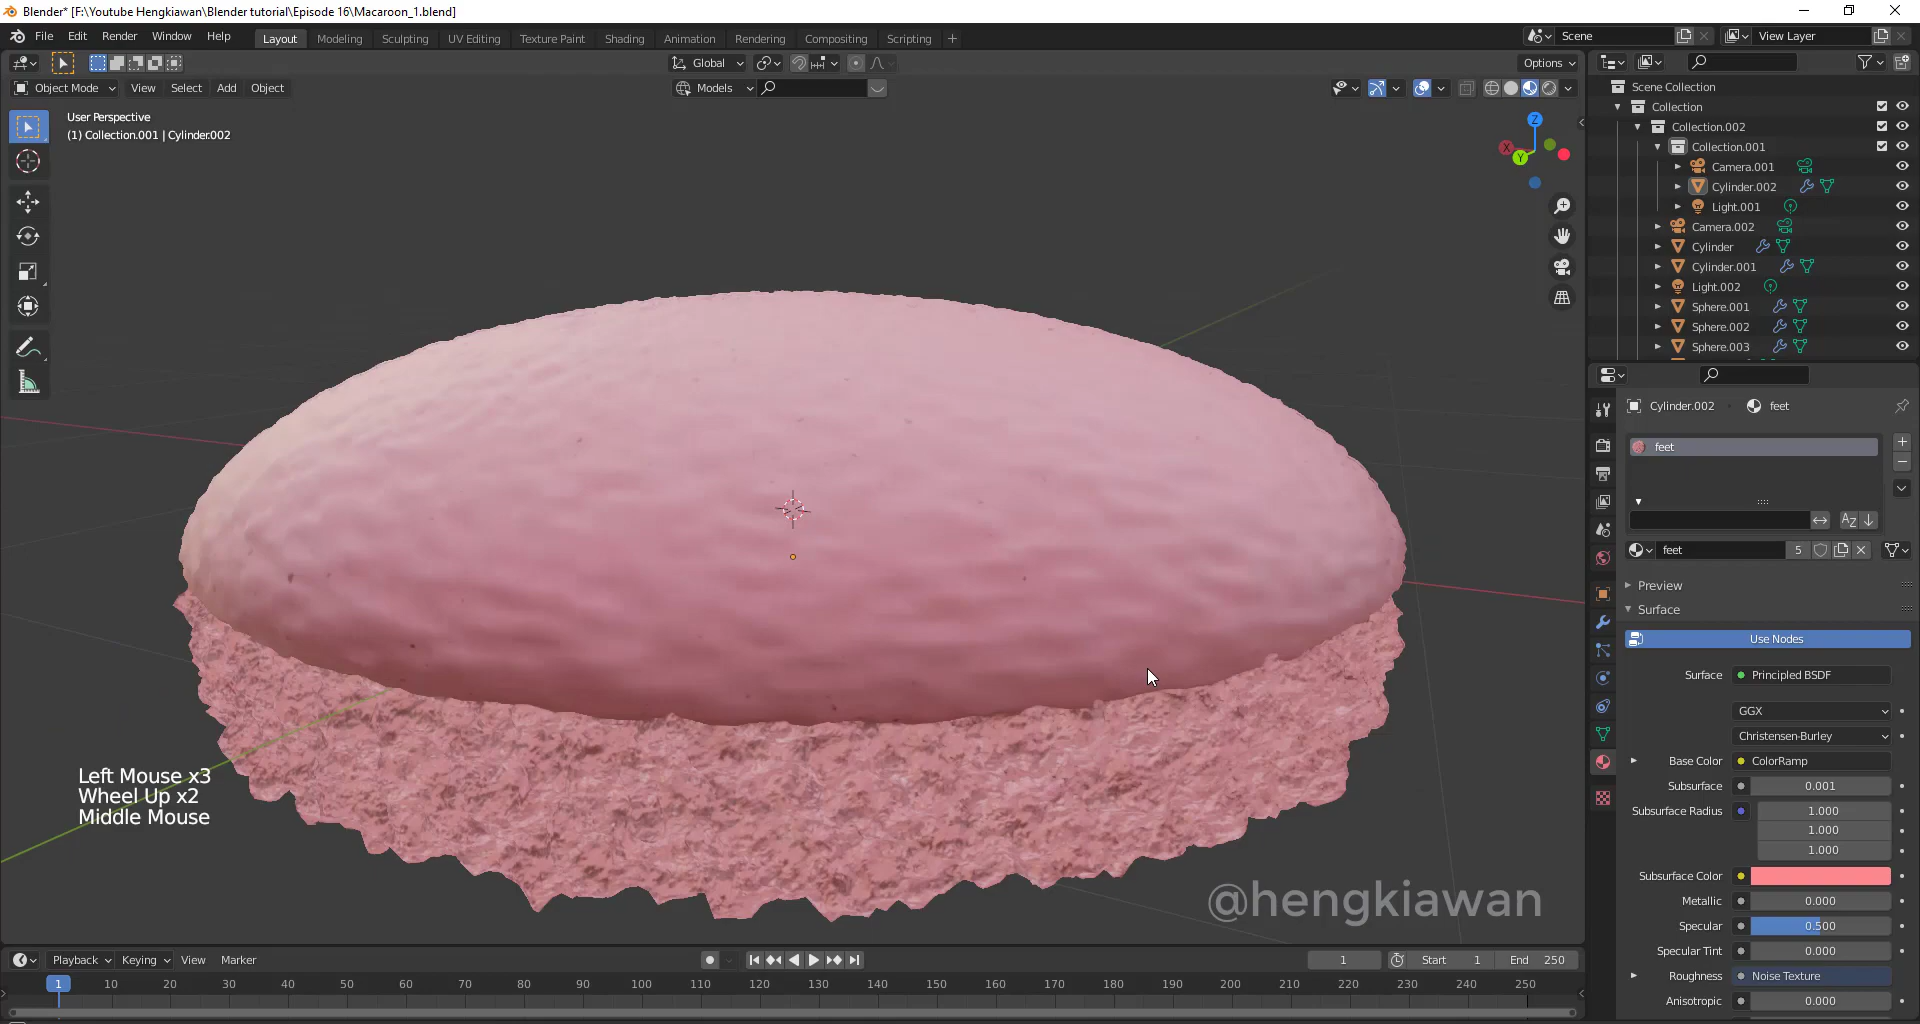 Blender* [F:\Youtube Hengkiawan\Blender tutorial\Episode 16\Macaroon_1.blend]
File Edit Render Window Help Layout Modeling Sculpting UV Editing Texture Paint Shading Animation Rendering Compositing Scripting + Scene View Layer
Global Options
Object Mode View Select Add Object Models
User Perspective
(1) Collection.001 | Cylinder.002
Z
X
Y
Scene Collection
Collection
Collection.002
Collection.001
Camera.001
Cylinder.002
Light.001
Camera.002
Cylinder
Cylinder.001
Light.002
Sphere.001
Sphere.002
Sphere.003
Cylinder.002 feet
feet
feet 5
Preview
Surface
Use Nodes
Surface Principled BSDF
GGX
Christensen-Burley
Base Color ColorRamp
Subsurface 0.001
Subsurface Radius 1.000
1.000
1.000
Subsurface Color
Metallic 0.000
Specular 0.500
Specular Tint 0.000
Roughness Noise Texture
Anisotropic 0.000
Left Mouse x3
Wheel Up x2
Middle Mouse
@hengkiawan
Playback Keying View Marker 1 Start 1 End 250
1 10 20 30 40 50 60 70 80 90 100 110 120 130 140 150 160 170 180 190 200 210 220 230 240 250